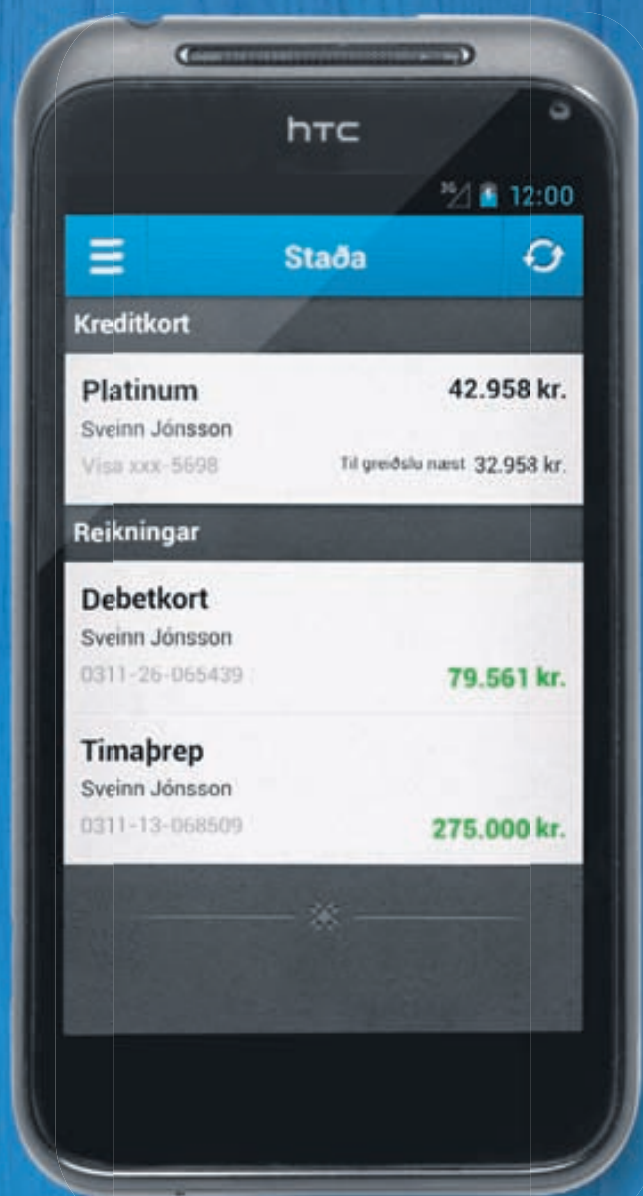 hTC
3G 12:00
Staða
Kreditkort
Platinum 42.958 kr.
Sveinn Jónsson
Visa xxx-5698 Til greiðslu næst 32.958 kr.
Reikningar
Debetkort
Sveinn Jónsson
0311-26-065439 79.561 kr.
Timaþrep
Sveinn Jónsson
0311-13-068509 275.000 kr.